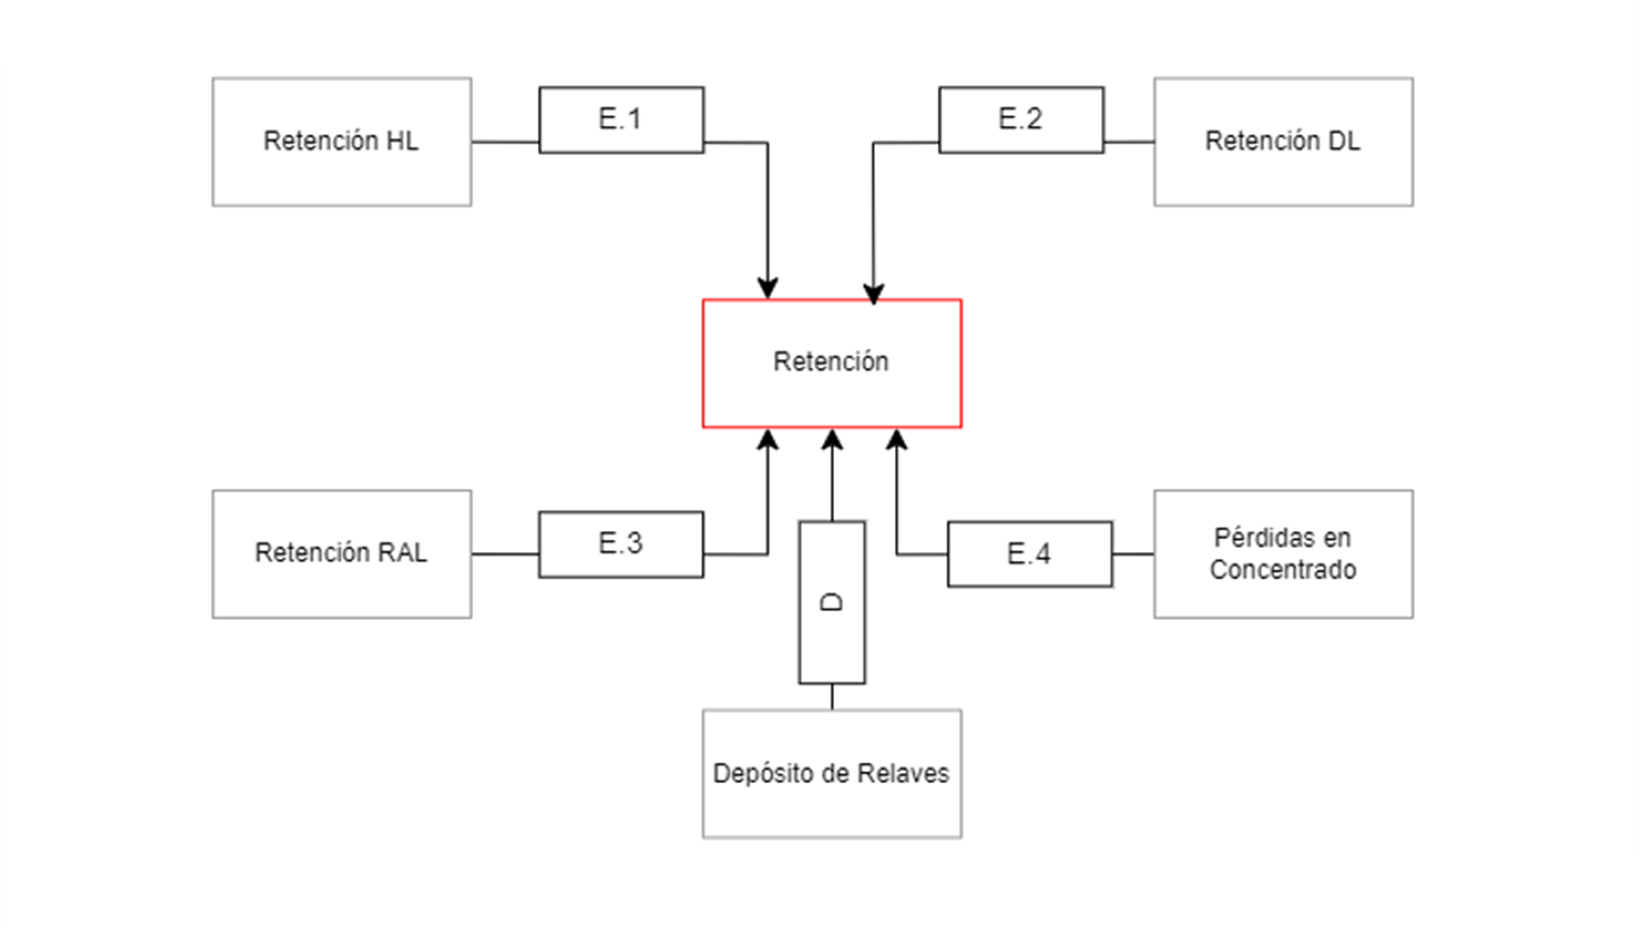 Retención HL
E.1
E.2
Retención DL
Retención
Retención RAL
E.3
D
E.4
Pérdidas en
Concentrado
Depósito de Relaves